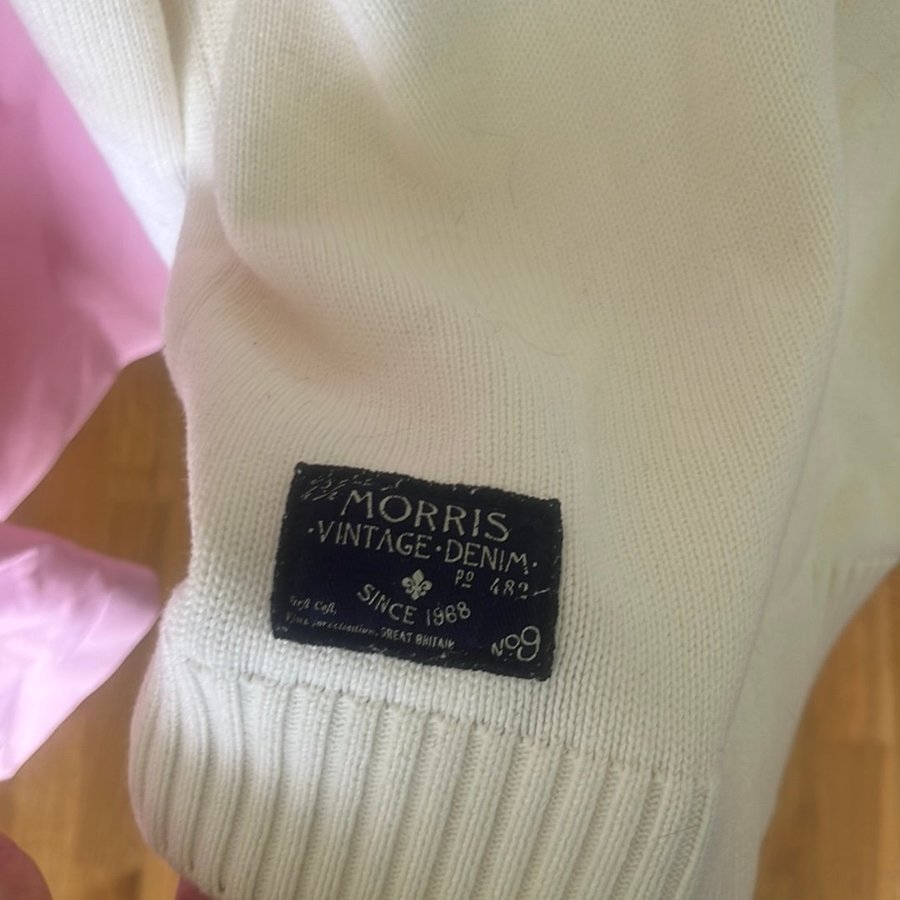 MORRIS
·VINTAGE·DENIM·
PO 482
SINCE 1968
GREAT BRITAIN
No9